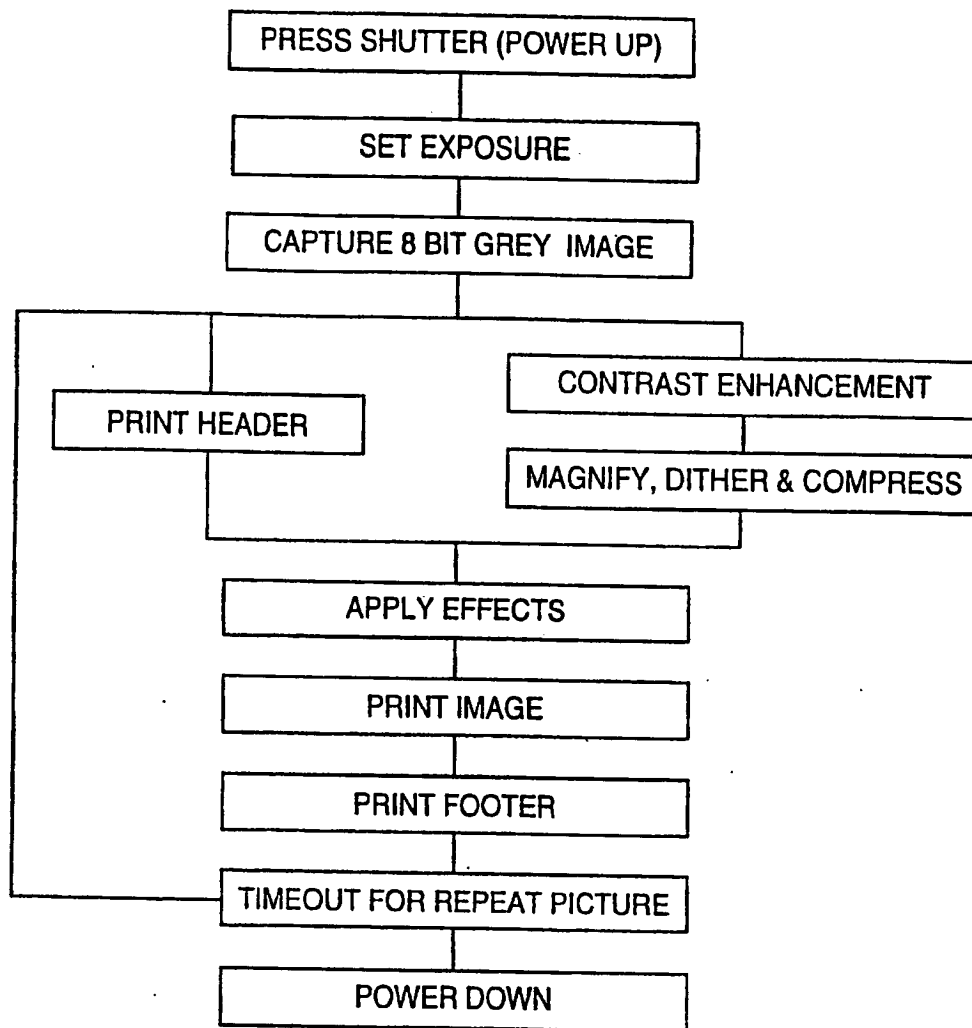 PRESS SHUTTER (POWER UP)
SET EXPOSURE
CAPTURE 8 BIT GREY IMAGE
CONTRAST ENHANCEMENT
PRINT HEADER
MAGNIFY, DITHER & COMPRESS
APPLY EFFECTS
PRINT IMAGE
PRINT FOOTER
TIMEOUT FOR REPEAT PICTURE
POWER DOWN